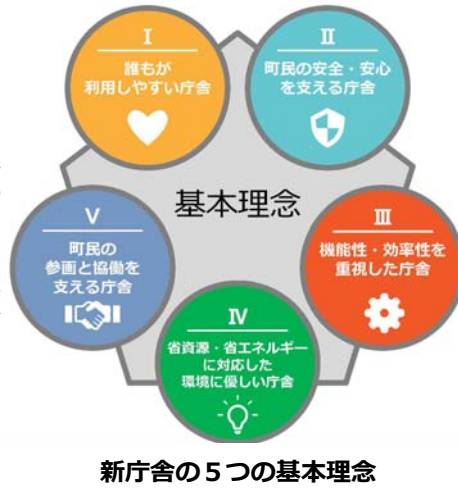 I
誰もが
利用しやすい庁舎
II
町民の安全・安心
を支える庁舎
基本理念
III
機能性・効率性を
重視した庁舎
IV
省資源・省エネルギー
に対応した
環境に優しい庁舎
V
町民の
参画と協働を
支える庁舎
新庁舎の５つの基本理念